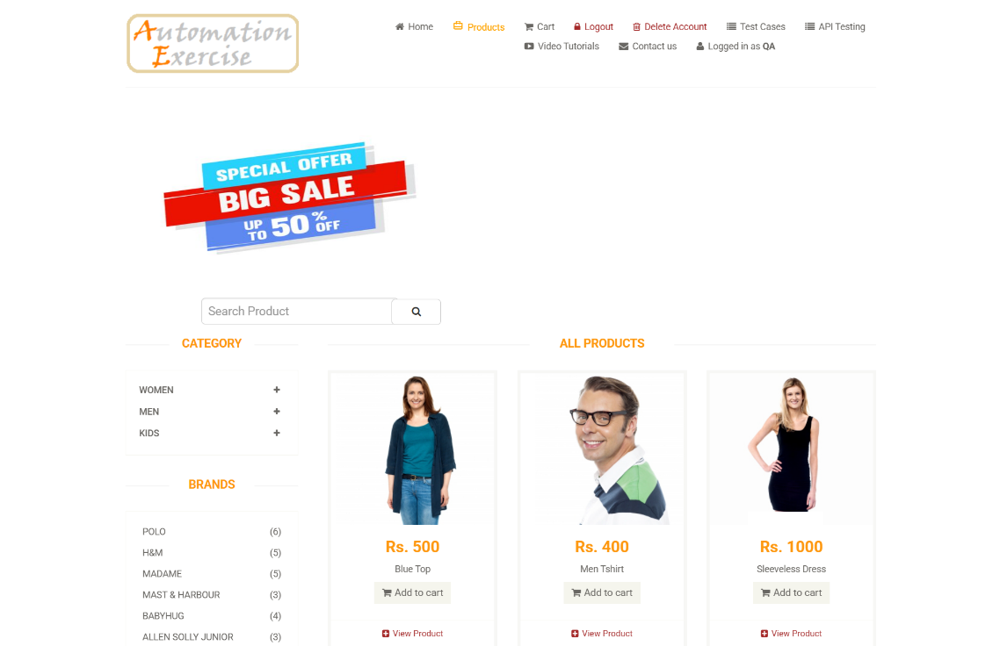 Automation
Exercise
Home Products Cart Logout Delete Account Test Cases API Testing
Video Tutorials Contact us Logged in as QA
SPECIAL OFFER
BIG SALE
UP TO 50% OFF
Search Product
CATEGORY
WOMEN
MEN
KIDS
BRANDS
POLO (6)
H&M (5)
MADAME (5)
MAST & HARBOUR (3)
BABYHUG (4)
ALLEN SOLLY JUNIOR (3)
ALL PRODUCTS
Rs. 500
Blue Top
Add to cart
View Product
Rs. 400
Men Tshirt
Add to cart
View Product
Rs. 1000
Sleeveless Dress
Add to cart
View Product